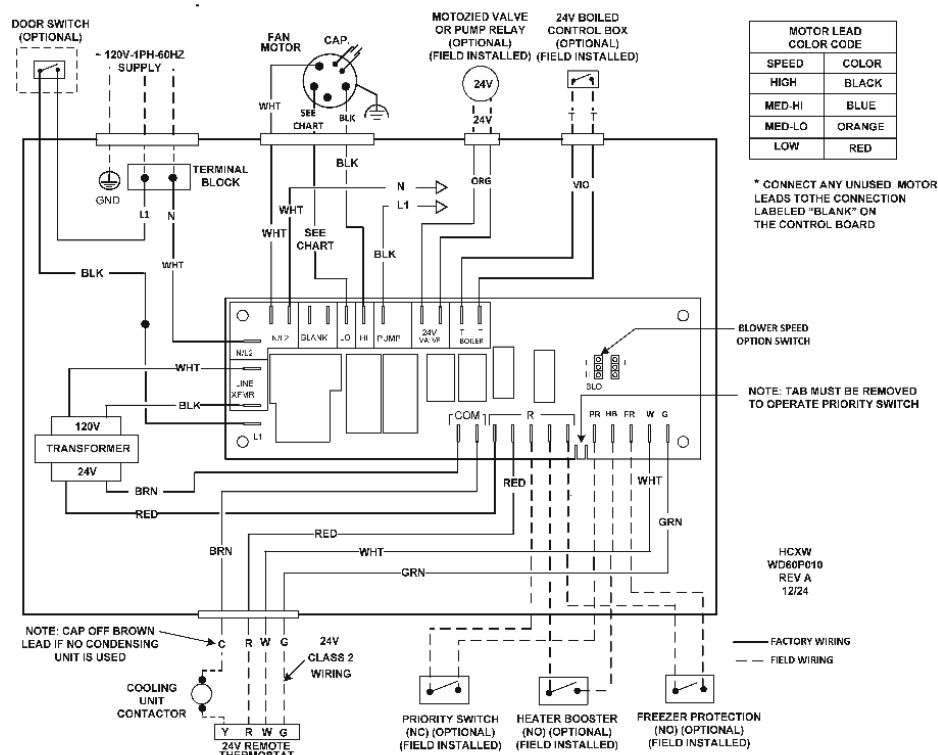 DOOR SWITCH
(OPTIONAL)
~ 120V-1PH-60HZ
SUPPLY
FAN
MOTOR
CAP.
MOTOZIED VALVE
OR PUMP RELAY
(OPTIONAL)
(FIELD INSTALLED)
24V BOILED
CONTROL BOX
(OPTIONAL)
(FIELD INSTALLED)
MOTOR LEAD
COLOR CODE
SPEED COLOR
HIGH BLACK
MED-HI BLUE
MED-LO ORANGE
LOW RED
24V
24V
T T
WHT
SEE
CHART
BLK
BLK
TERMINAL
BLOCK
GND
L1
N
WHT
BLK
WHT
WHT
SEE
CHART
N
L1
BLK
ORG
VIO
* CONNECT ANY UNUSED MOTOR
LEADS TOTHE CONNECTION
LABELED "BLANK" ON
THE CONTROL BOARD
N/L2
BLANK
LO
HI
PUMP
24V
VALVE
T T
BOILER
N/L2
LINE
XFMR
L1
WHT
BLK
BLO
BLOWER SPEED
OPTION SWITCH
NOTE: TAB MUST BE REMOVED
TO OPERATE PRIORITY SWITCH
COM
R
PR HB FR W G
120V
TRANSFORMER
24V
BRN
RED
RED
WHT
GRN
BRN
RED
WHT
GRN
HCXW
WD60P010
REV A
12/24
NOTE: CAP OFF BROWN
LEAD IF NO CONDENSING
UNIT IS USED
C R W G
24V
CLASS 2
WIRING
COOLING
UNIT
CONTACTOR
Y R W G
24V REMOTE
THERMOSTAT
FACTORY WIRING
FIELD WIRING
PRIORITY SWITCH
(NC) (OPTIONAL)
(FIELD INSTALLED)
HEATER BOOSTER
(NO) (OPTIONAL)
(FIELD INSTALLED)
FREEZER PROTECTION
(NO) (OPTIONAL)
(FIELD INSTALLED)